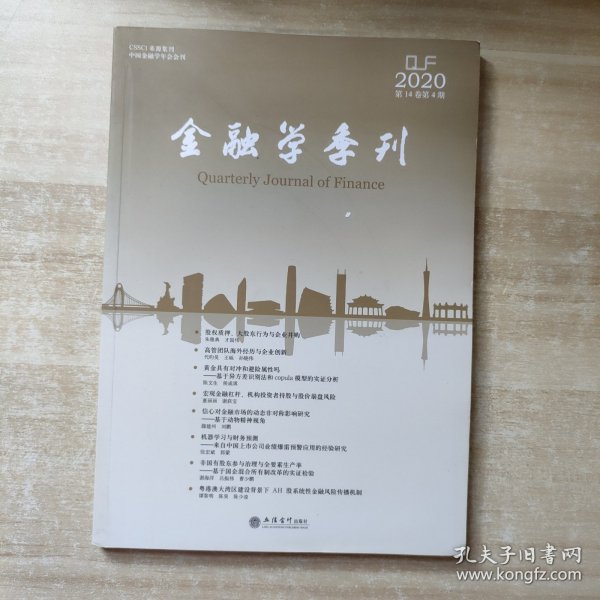 CSSCI来源集刊
中国金融学年会会刊
QJF
2020
第14卷第4期
金融学季刊
Quarterly Journal of Finance
股权质押、大股东行为与企业并购
高管团队海外经历与企业创新
黄金具有对冲和避险属性吗
——基于异方差识别法和copula模型的实证分析
宏观金融杠杆、机构投资者持股与股价崩盘风险
信心对金融市场的动态非对称影响研究
——基于动物精神视角
机器学习与财务预测
——来自中国上市公司业绩爆雷预警应用的经验研究
非国有股东参与治理与全要素生产率
——基于国企混合所有制改革的实证检验
粤港澳大湾区建设背景下 AH 股系统性金融风险传播机制
立信会计出版社
孔夫子旧书网
www.kongfz.com